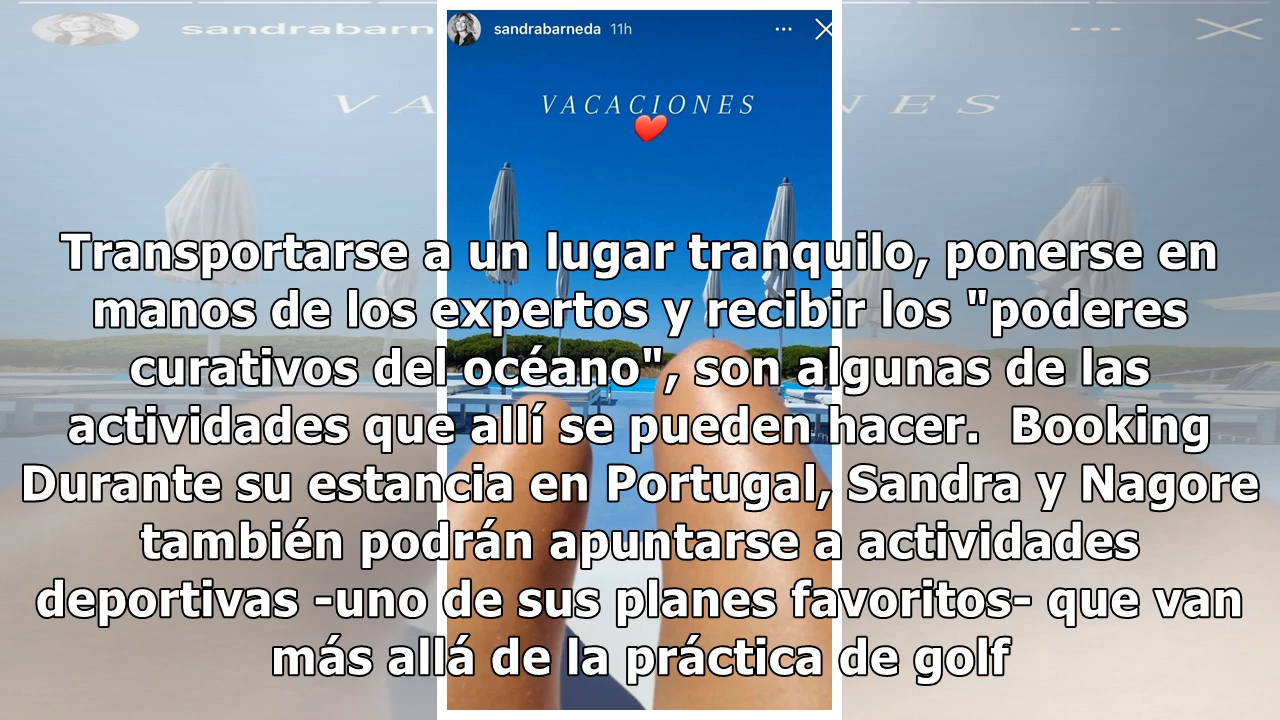 sandrabarn
sandrabarneda 11h
VACACIONES
Transportarse a un lugar tranquilo, ponerse en
manos de los expertos y recibir los "poderes
curativos del océano", son algunas de las
actividades que allí se pueden hacer.  Booking
Durante su estancia en Portugal, Sandra y Nagore
también podrán apuntarse a actividades
deportivas -uno de sus planes favoritos- que van
más allá de la práctica de golf